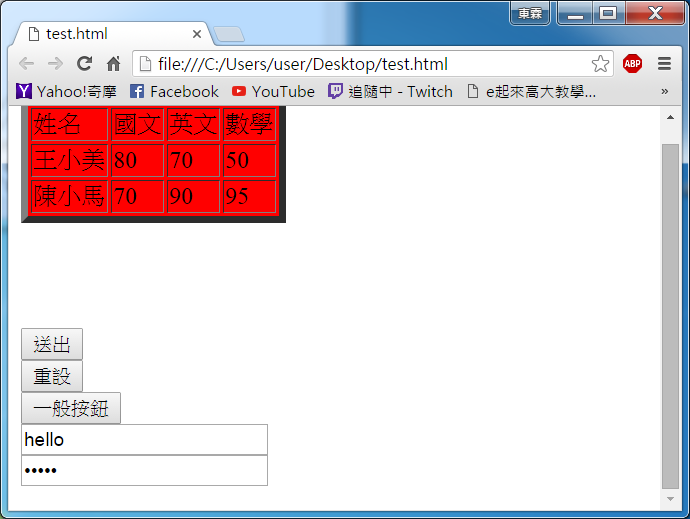 東霖
test.html
file:///C:/Users/user/Desktop/test.html
ABP
Yahoo!奇摩 Facebook YouTube 追隨中 - Twitch e起來高大教學... »
姓名 國文 英文 數學
王小美 80 70 50
陳小馬 70 90 95
送出
重設
一般按鈕
hello
•••••